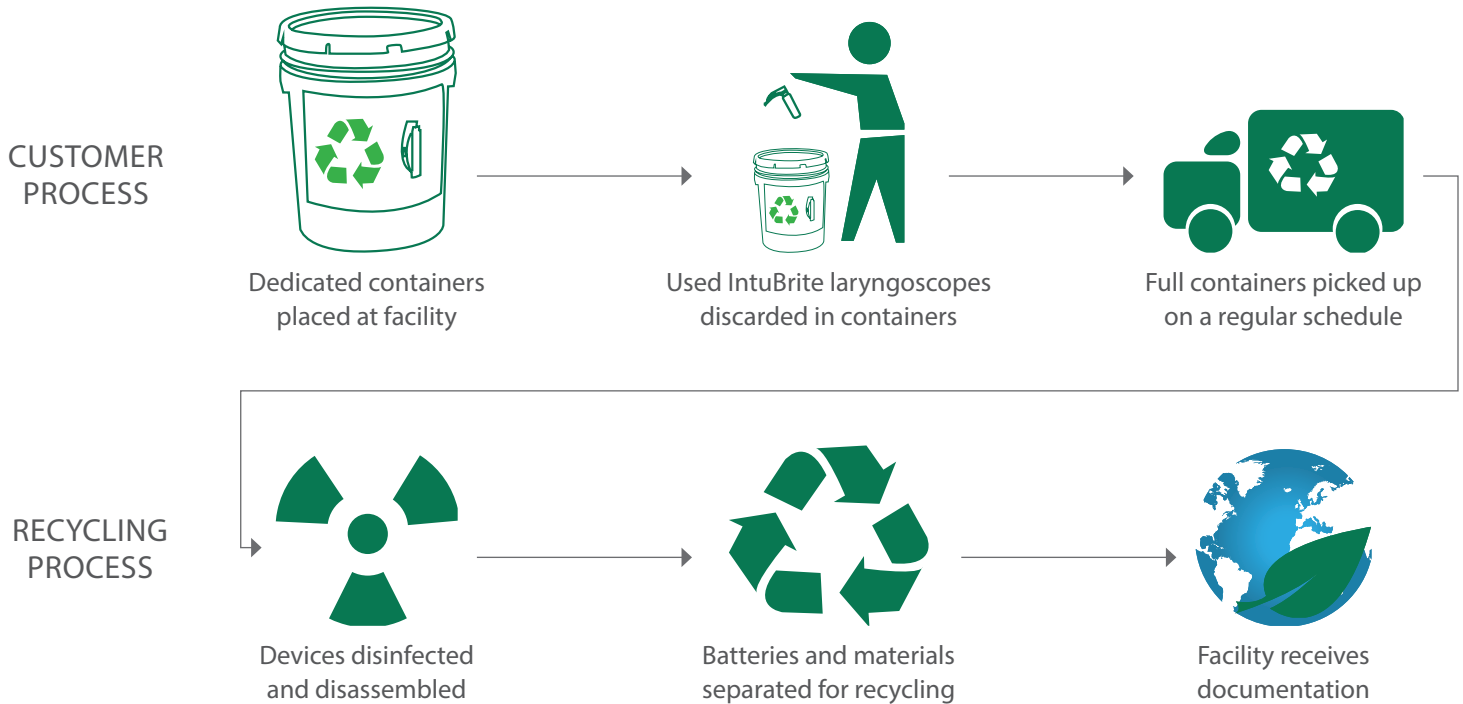 CUSTOMER
PROCESS
Dedicated containers
placed at facility
Used IntuBrite laryngoscopes
discarded in containers
Full containers picked up
on a regular schedule
RECYCLING
PROCESS
Devices disinfected
and disassembled
Batteries and materials
separated for recycling
Facility receives
documentation